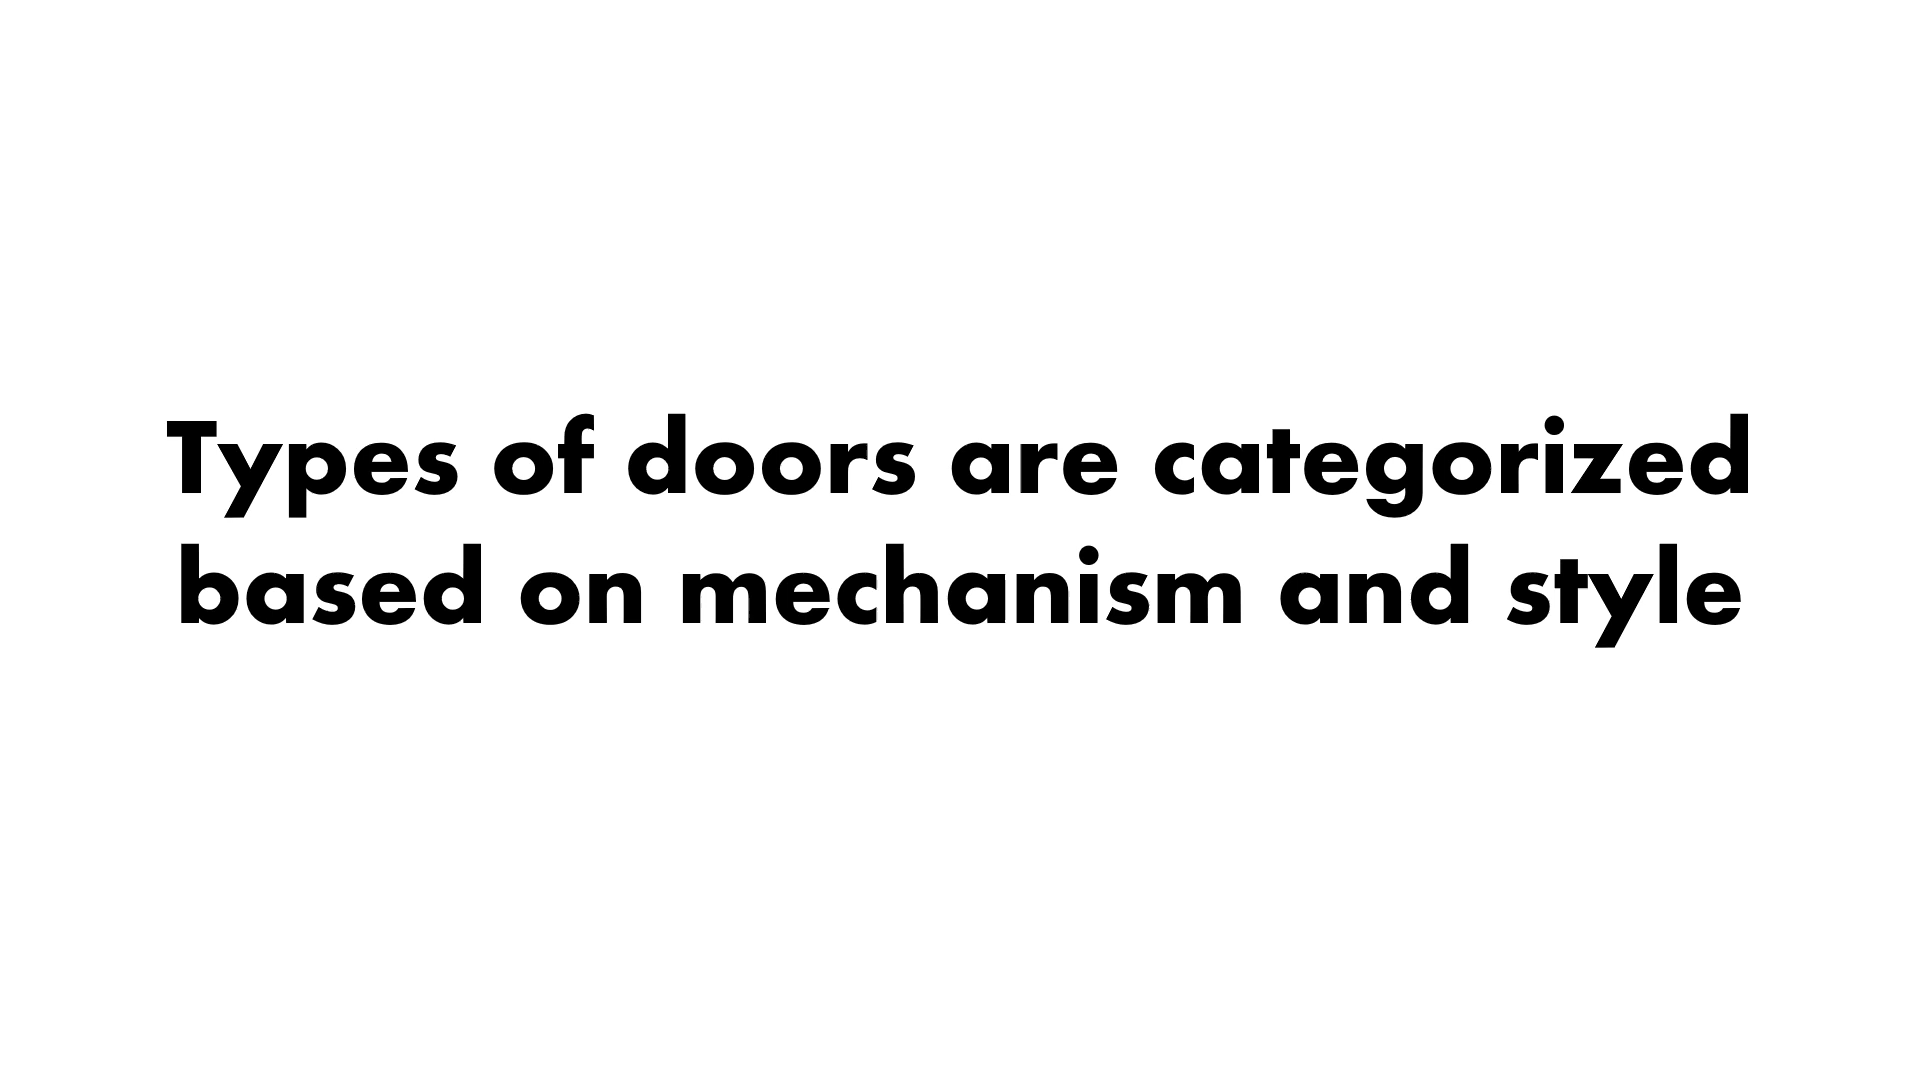 Types of doors are categorized
based on mechanism and style